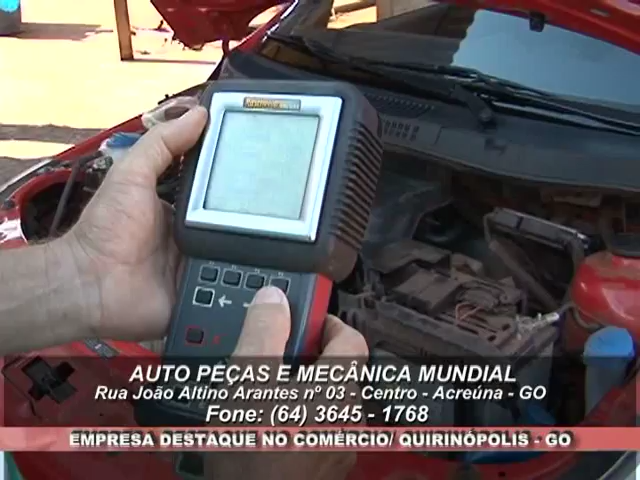 AUTO PEÇAS E MECÂNICA MUNDIAL
Rua João Altino Arantes nº 03 - Centro - Acreúna - GO
Fone: (64) 3645 - 1768
EMPRESA DESTAQUE NO COMÉRCIO/ QUIRINÓPOLIS - GO